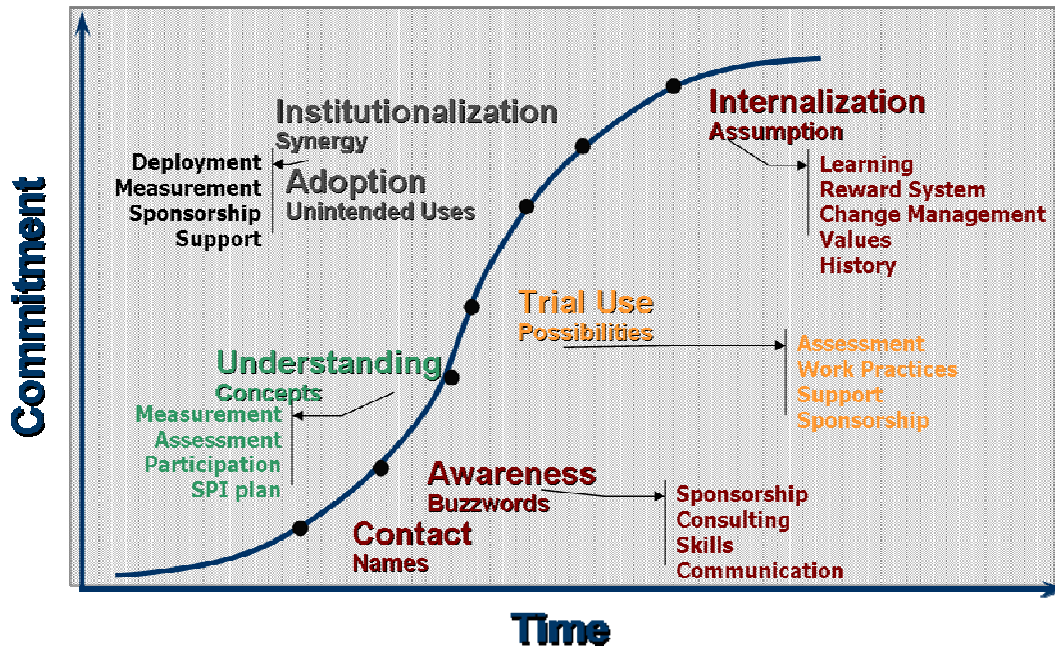 Commitment
Institutionalization
Synergy
Deployment
Measurement
Sponsorship
Support
Adoption
Unintended Uses
Internalization
Assumption
Learning
Reward System
Change Management
Values
History
Trial Use
Possibilities
Assessment
Work Practices
Support
Sponsorship
Understanding
Concepts
Measurement
Assessment
Participation
SPI plan
Awareness
Buzzwords
Sponsorship
Consulting
Skills
Communication
Contact
Names
Time